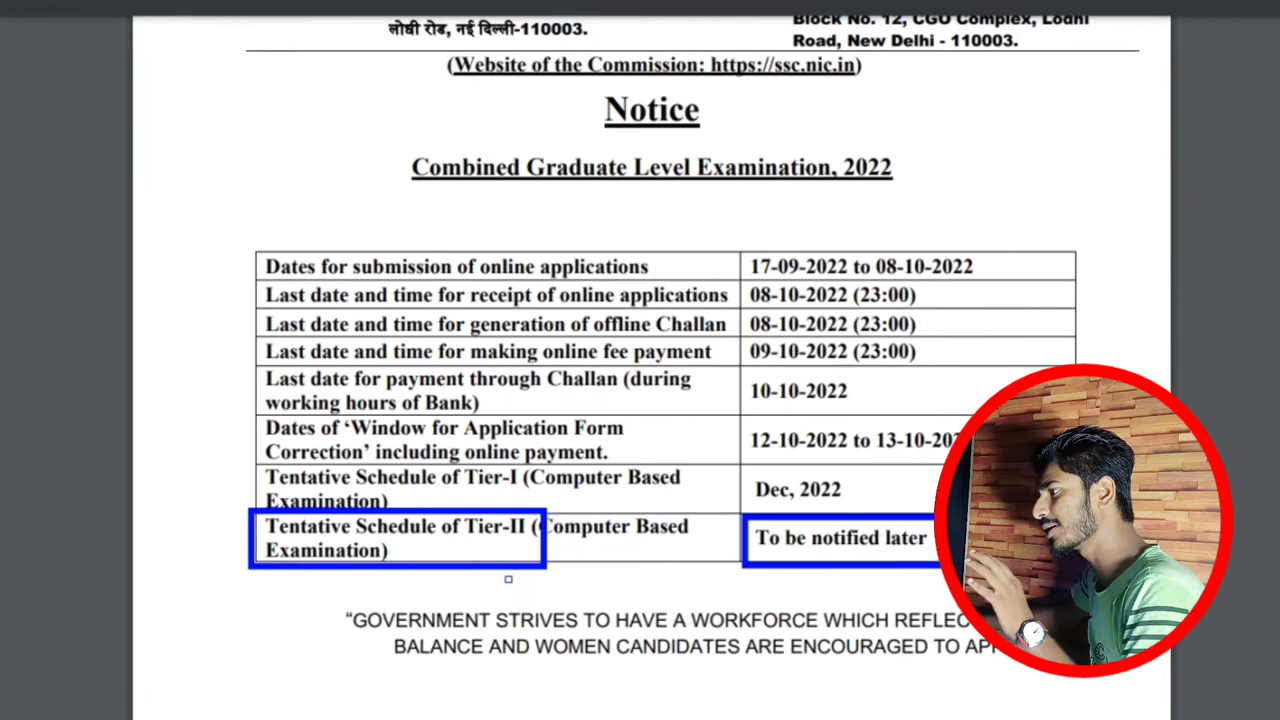 लोधी रोड, नई दिल्ली-110003.
Block No. 12, CGO Complex, Lodhi
Road, New Delhi - 110003.
(Website of the Commission: https://ssc.nic.in)
Notice
Combined Graduate Level Examination, 2022
Dates for submission of online applications 17-09-2022 to 08-10-2022
Last date and time for receipt of online applications 08-10-2022 (23:00)
Last date and time for generation of offline Challan 08-10-2022 (23:00)
Last date and time for making online fee payment 09-10-2022 (23:00)
Last date for payment through Challan (during
working hours of Bank)
10-10-2022
Dates of ‘Window for Application Form
Correction’ including online payment.
12-10-2022 to 13-10-202
Tentative Schedule of Tier-I (Computer Based
Examination)
Dec, 2022
Tentative Schedule of Tier-II (Computer Based
Examination)
To be notified later
“GOVERNMENT STRIVES TO HAVE A WORKFORCE WHICH
BALANCE AND WOMEN CANDIDATES ARE ENCOURAGED TO